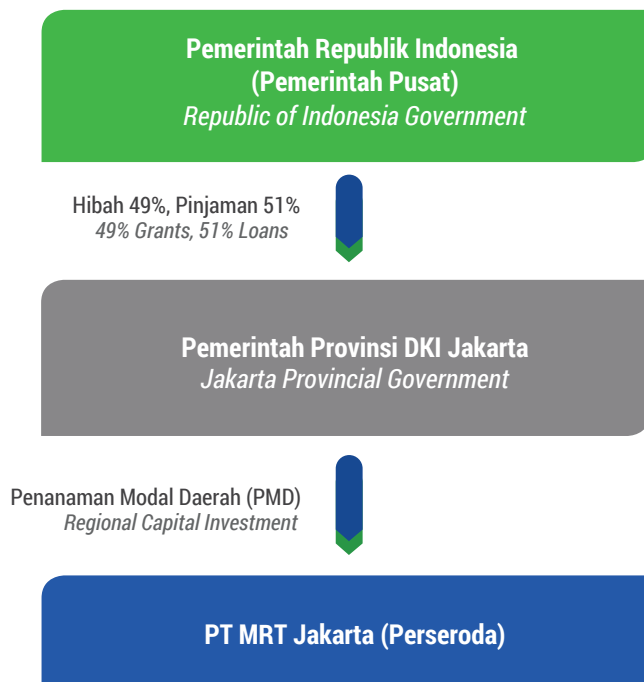 Pemerintah Republik Indonesia
(Pemerintah Pusat)
Republic of Indonesia Government
Hibah 49%, Pinjaman 51%
49% Grants, 51% Loans
Pemerintah Provinsi DKI Jakarta
Jakarta Provincial Government
Penanaman Modal Daerah (PMD)
Regional Capital Investment
PT MRT Jakarta (Perseroda)